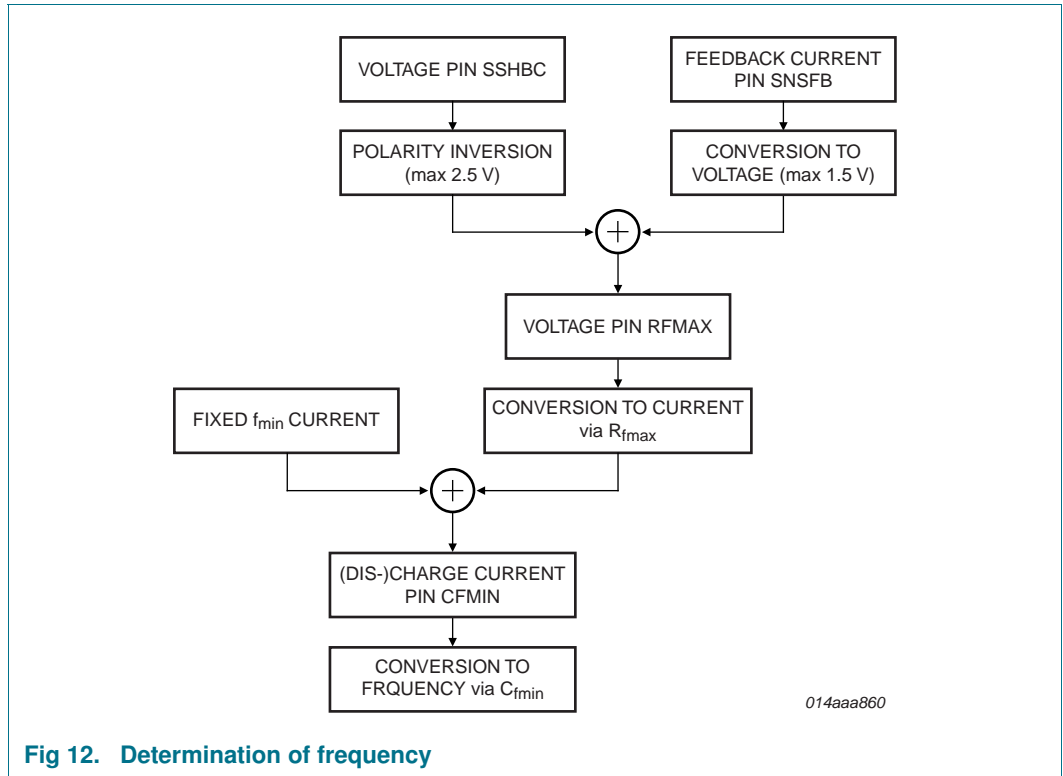 VOLTAGE PIN SSHBC
FEEDBACK CURRENT
PIN SNSFB
POLARITY INVERSION
(max 2.5 V)
CONVERSION TO
VOLTAGE (max 1.5 V)
+
VOLTAGE PIN RFMAX
FIXED fmin CURRENT
CONVERSION TO CURRENT
via Rfmax
+
(DIS-)CHARGE CURRENT
PIN CFMIN
CONVERSION TO
FRQUENCY via Cfmin
014aaa860
Fig 12. Determination of frequency